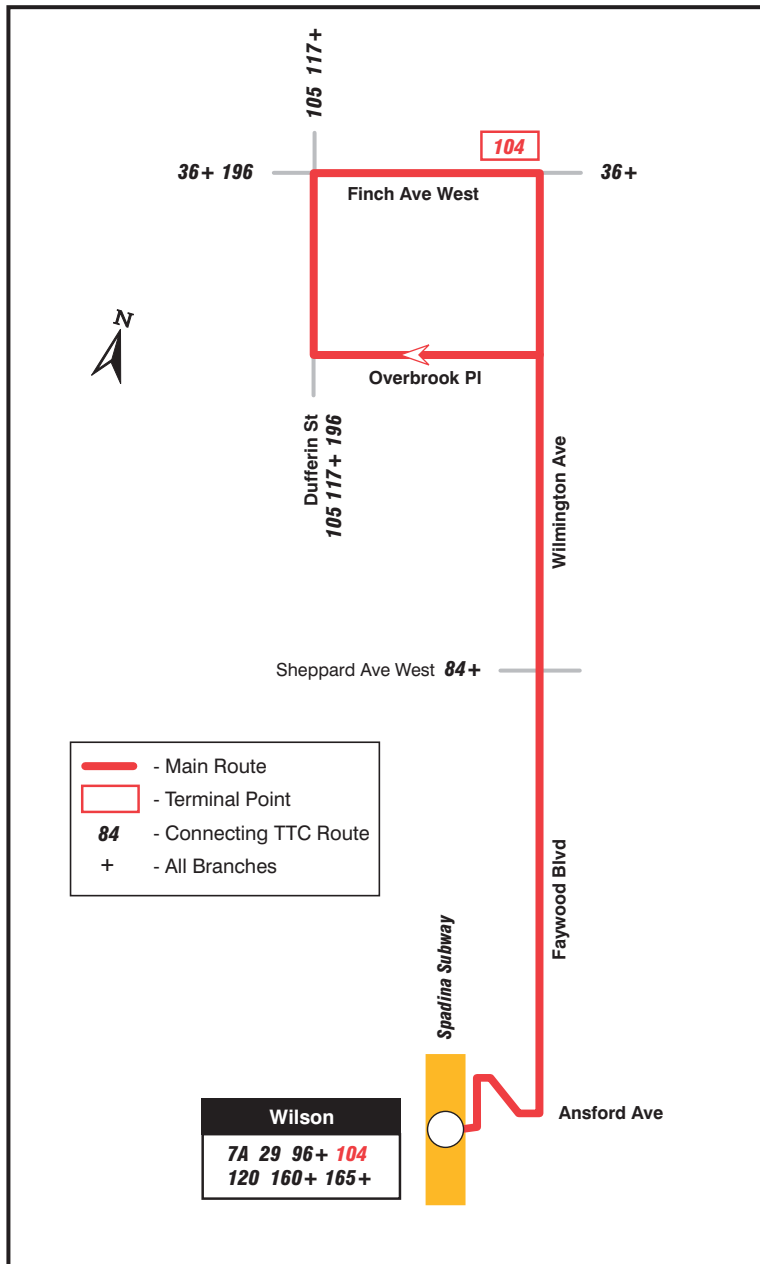 105 117+
104
36+ 196
36+
Finch Ave West
N
Overbrook Pl
Dufferin St
105 117+ 196
Wilmington Ave
Sheppard Ave West 84+
- Main Route
- Terminal Point
84 - Connecting TTC Route
+ - All Branches
Faywood Blvd
Spadina Subway
Ansford Ave
Wilson
7A 29 96+ 104
120 160+ 165+